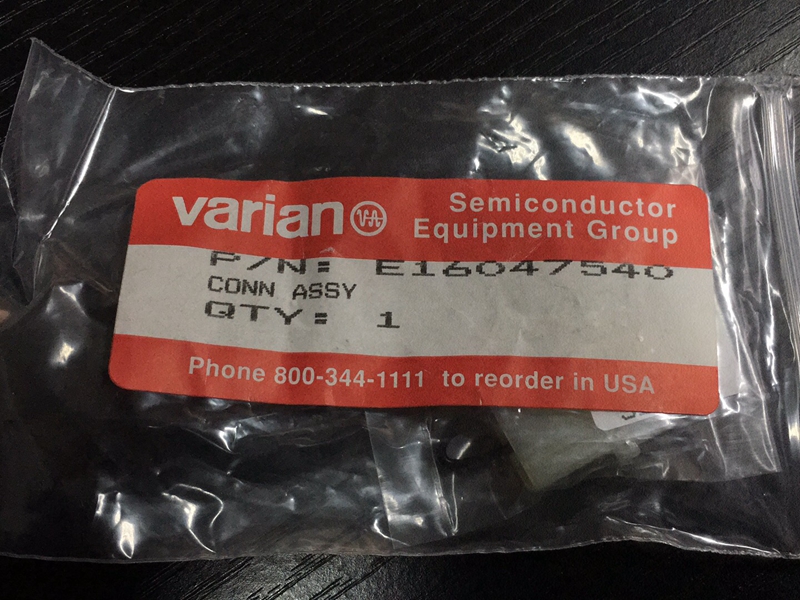 varian
Semiconductor
Equipment Group
P/N: E16047540
CONN ASSY
QTY: 1
Phone 800-344-1111 to reorder in USA